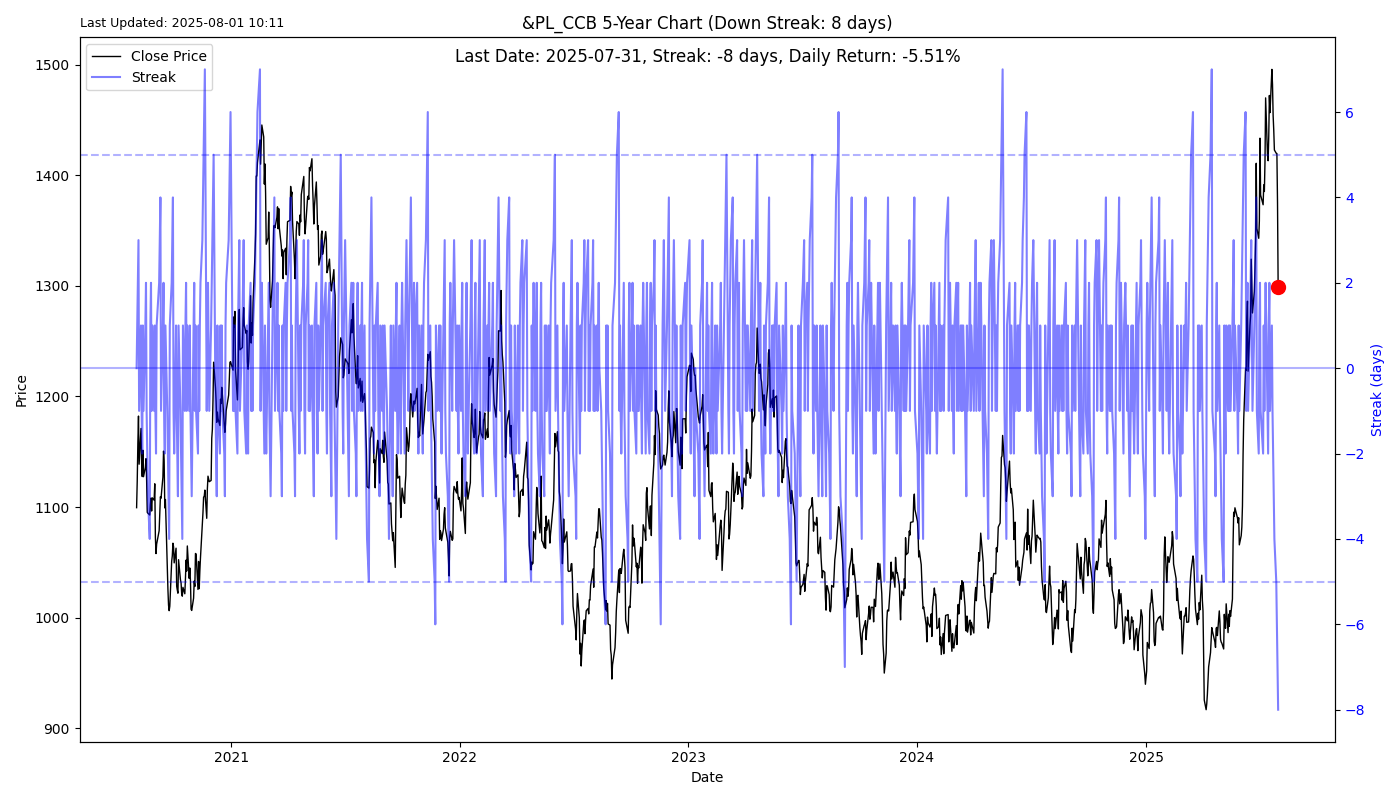 Last Updated: 2025-08-01 10:11
&PL_CCB 5-Year Chart (Down Streak: 8 days)
Last Date: 2025-07-31, Streak: -8 days, Daily Return: -5.51%
Close Price
Streak
1500
1400
1300
1200
1100
1000
900
Price
6
4
2
0
−2
−4
−6
−8
Streak (days)
2021
2022
2023
2024
2025
Date